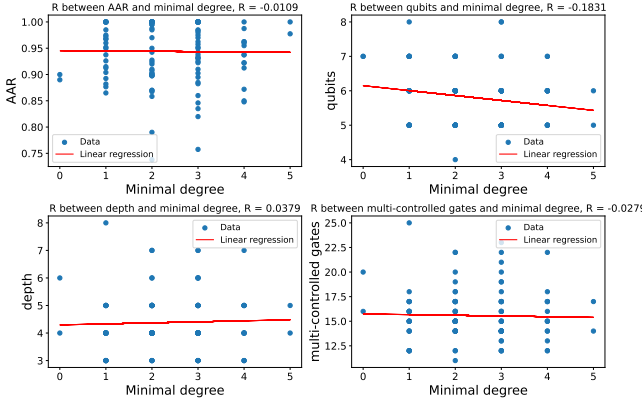 R between AAR and minimal degree, R = -0.0109
1.00
0.95
0.90
0.85
0.80
0.75
AAR
Data
Linear regression
0 1 2 3 4 5
Minimal degree
R between qubits and minimal degree, R = -0.1831
8
7
6
5
4
qubits
Data
Linear regression
0 1 2 3 4 5
Minimal degree
R between depth and minimal degree, R = 0.0379
8
7
6
5
4
3
depth
Data
Linear regression
0 1 2 3 4 5
Minimal degree
R between multi-controlled gates and minimal degree, R = -0.0279
25.0
22.5
20.0
17.5
15.0
12.5
multi-controlled gates
Data
Linear regression
0 1 2 3 4 5
Minimal degree